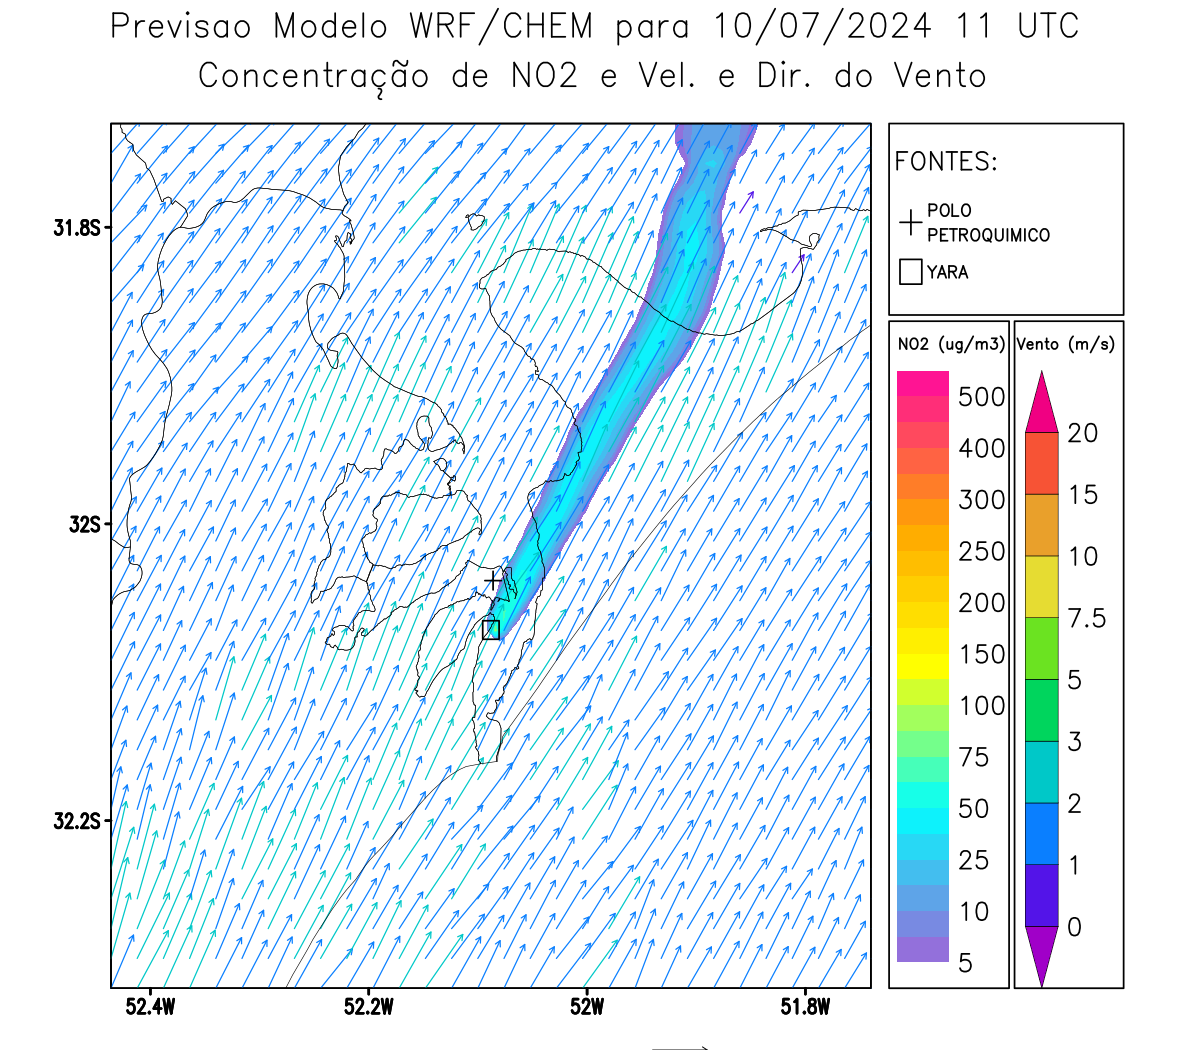 Previsao Modelo WRF/CHEM para 10/07/2024 11 UTC
Concentração de NO2 e Vel. e Dir. do Vento
FONTES:
POLO
PETROQUIMICO
YARA
31.8S
32S
32.2S
52.4W
52.2W
52W
51.8W
NO2 (ug/m3)
500
400
300
250
200
150
100
75
50
25
10
5
Vento (m/s)
20
15
10
7.5
5
3
2
1
0